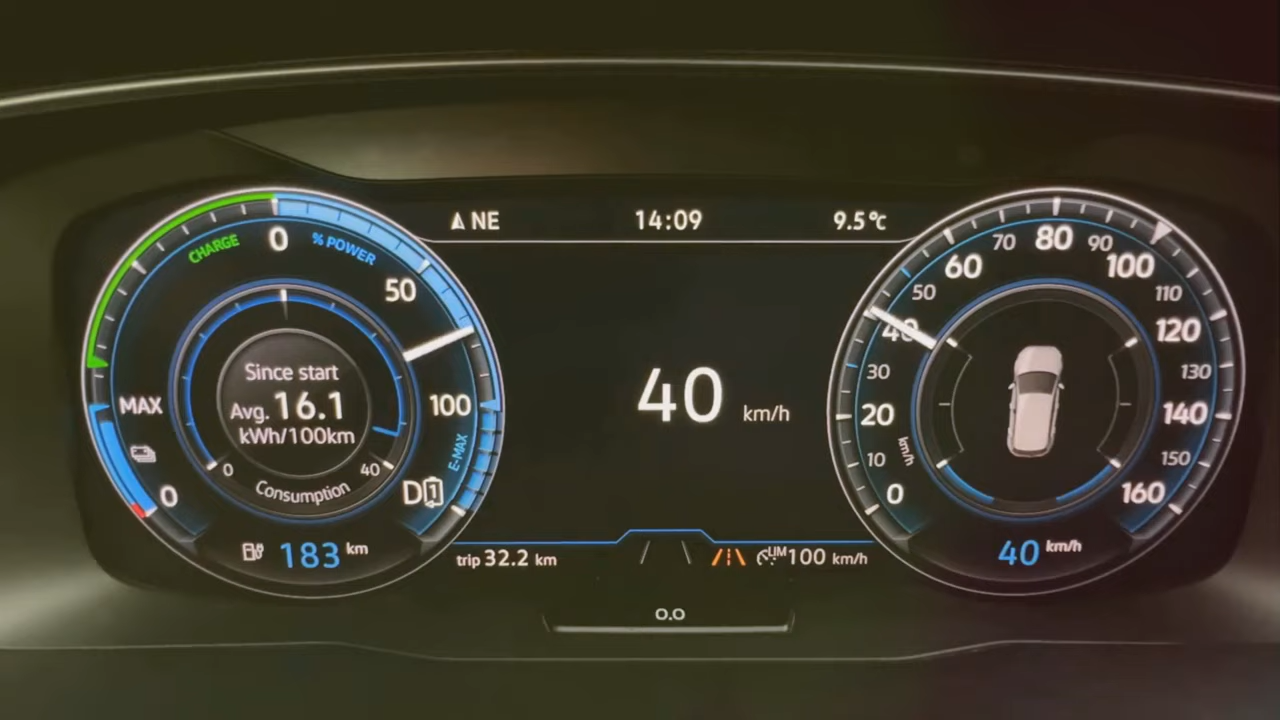 NE 14:09 9.5°C
CHARGE 0 % POWER
50
100
E-MAX
MAX
0
Since start
Avg. 16.1
kWh/100km
0 40
Consumption
D 1
183 km
40 km/h
trip 32.2 km
LIM 100 km/h
0.0
0
10
20
30
40
50
60
70
80
90
100
110
120
130
140
150
160
km/h
40 km/h